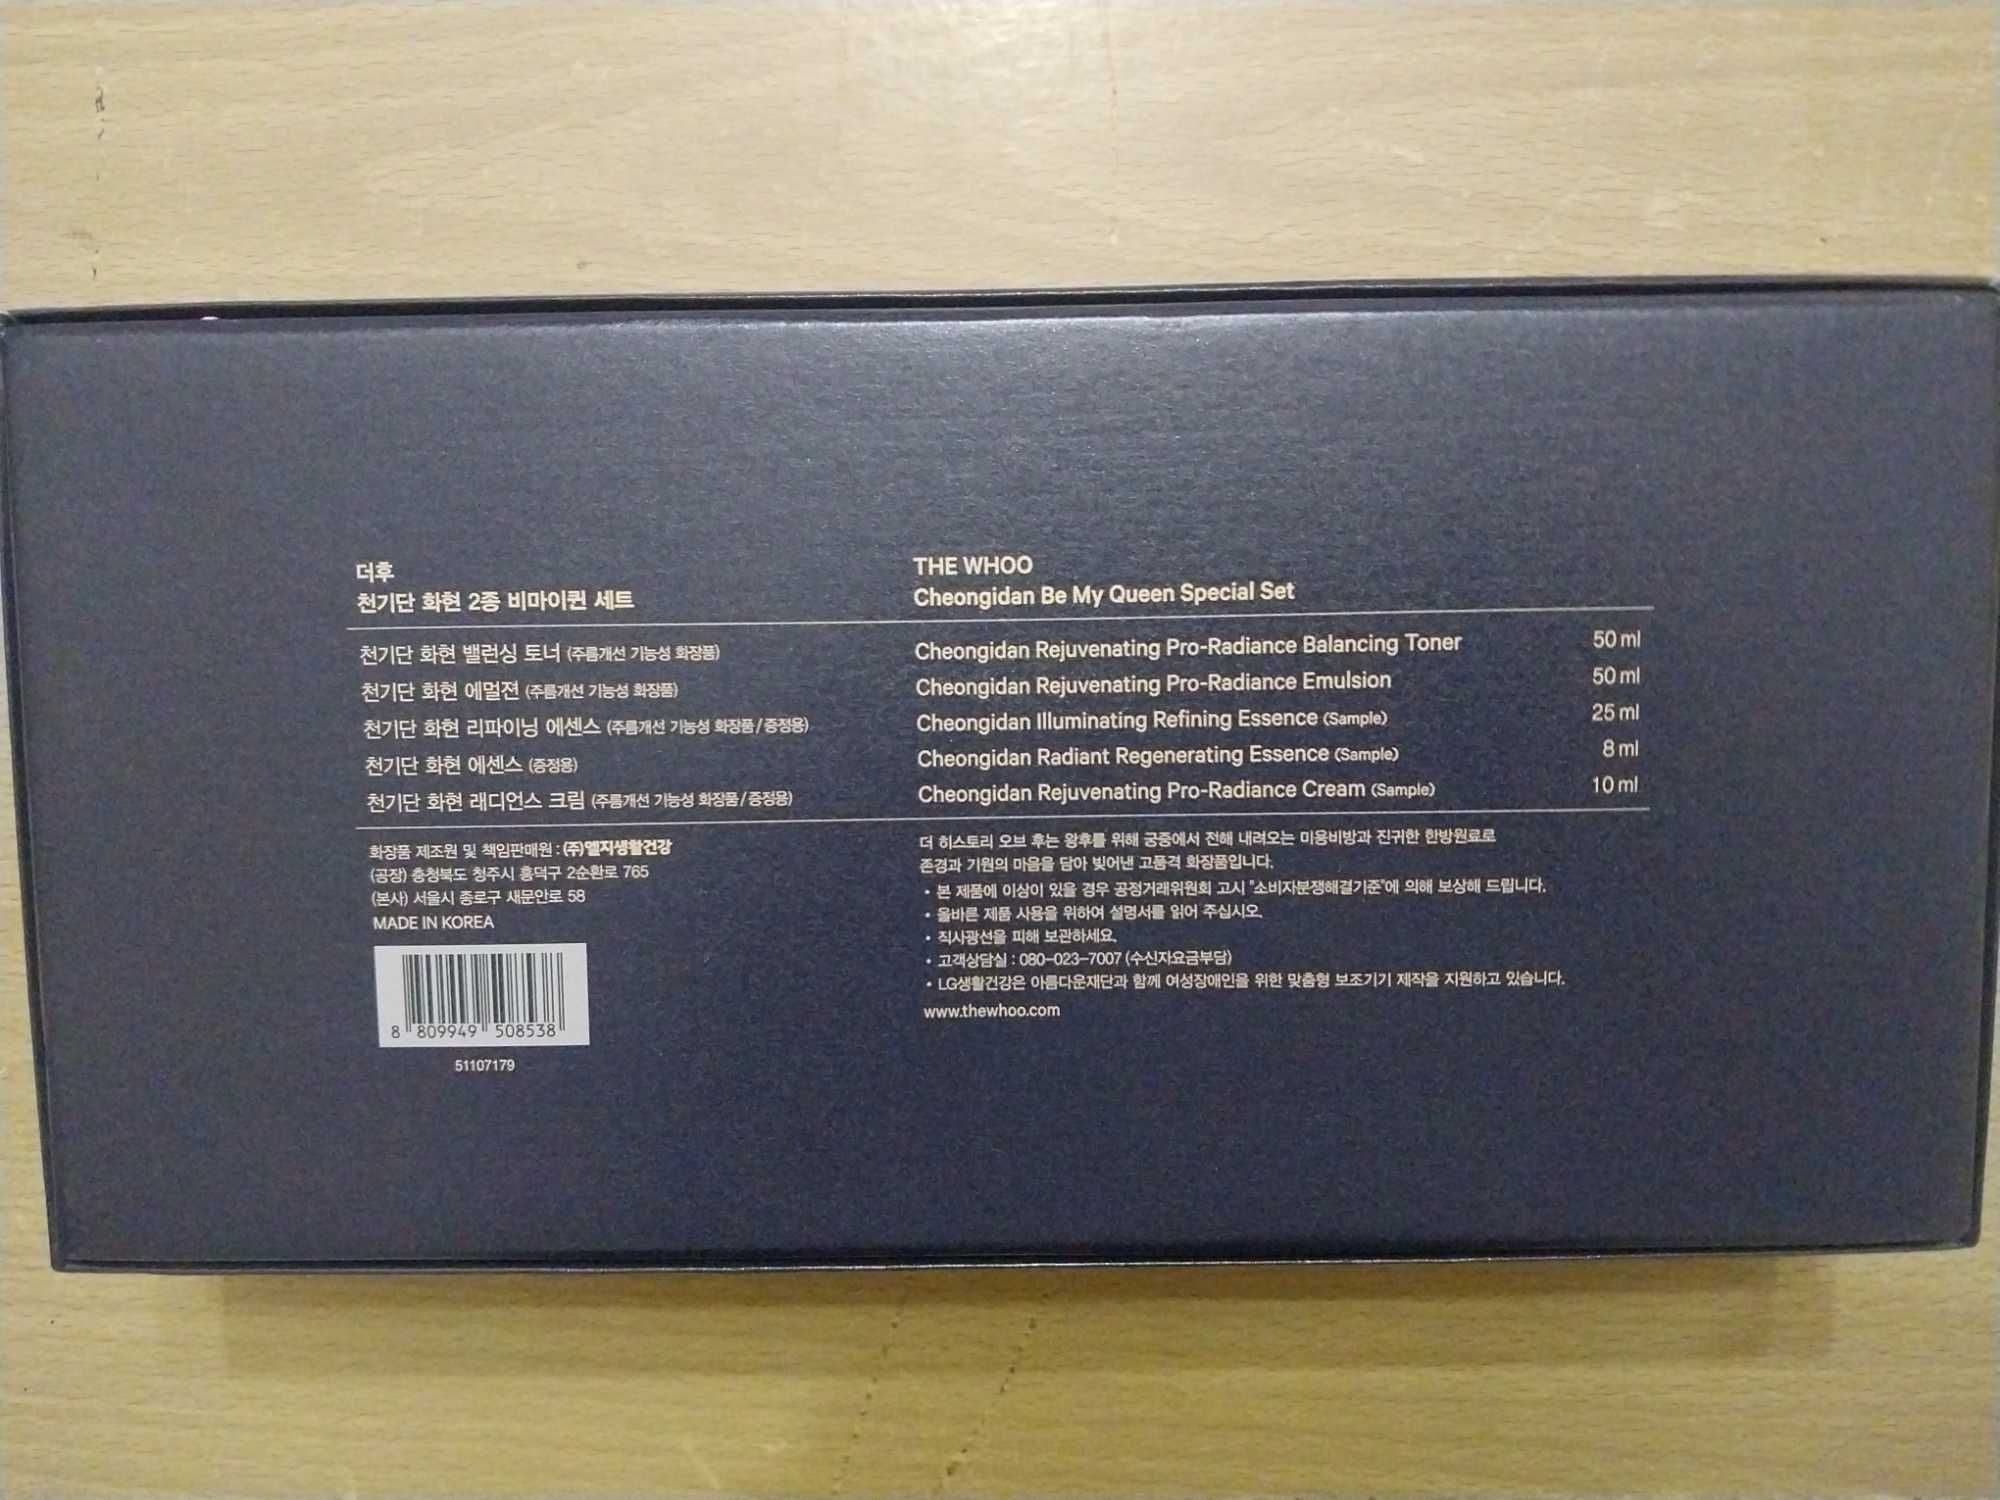 더후
천기단 화현 2종 비마이퀸 세트
THE WHOO
Cheongidan Be My Queen Special Set
천기단 화현 밸런싱 토너 (주름개선 기능성 화장품)
Cheongidan Rejuvenating Pro-Radiance Balancing Toner 50 ml
천기단 화현 에멀젼 (주름개선 기능성 화장품)
Cheongidan Rejuvenating Pro-Radiance Emulsion 50 ml
천기단 화현 리파이닝 에센스 (주름개선 기능성 화장품/증정용)
Cheongidan Illuminating Refining Essence (Sample) 25 ml
천기단 화현 에센스 (증정용)
Cheongidan Radiant Regenerating Essence (Sample) 8 ml
천기단 화현 래디언스 크림 (주름개선 기능성 화장품/증정용)
Cheongidan Rejuvenating Pro-Radiance Cream (Sample) 10 ml
화장품 제조원 및 책임판매원 : (주)엘지생활건강
(공장) 충청북도 청주시 흥덕구 2순환로 765
(본사) 서울시 종로구 새문안로 58
MADE IN KOREA
8 809949 508538
51107179
더 히스토리 오브 후는 왕후를 위해 궁중에서 전해 내려오는 미용비방과 진귀한 한방원료로
존경과 기원의 마음을 담아 빚어낸 고품격 화장품입니다.
• 본 제품에 이상이 있을 경우 공정거래위원회 고시 "소비자분쟁해결기준"에 의해 보상해 드립니다.
• 올바른 제품 사용을 위하여 설명서를 읽어 주십시오.
• 직사광선을 피해 보관하세요.
• 고객상담실 : 080-023-7007 (수신자요금부담)
• LG생활건강은 아름다운재단과 함께 여성장애인을 위한 맞춤형 보조기기 제작을 지원하고 있습니다.
www.thewhoo.com